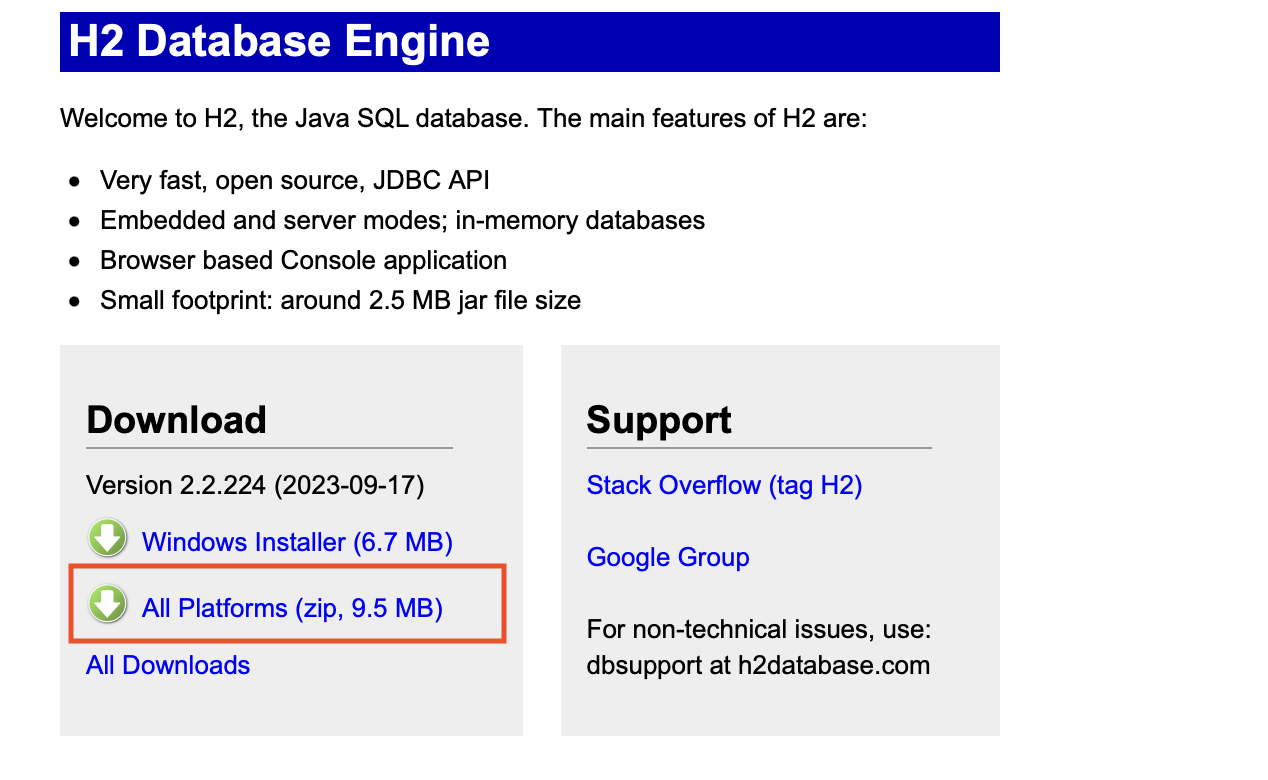 H2 Database Engine
Welcome to H2, the Java SQL database. The main features of H2 are:
Very fast, open source, JDBC API
Embedded and server modes; in-memory databases
Browser based Console application
Small footprint: around 2.5 MB jar file size
Download
Version 2.2.224 (2023-09-17)
Windows Installer (6.7 MB)
All Platforms (zip, 9.5 MB)
All Downloads
Support
Stack Overflow (tag H2)
Google Group
For non-technical issues, use:
dbsupport at h2database.com